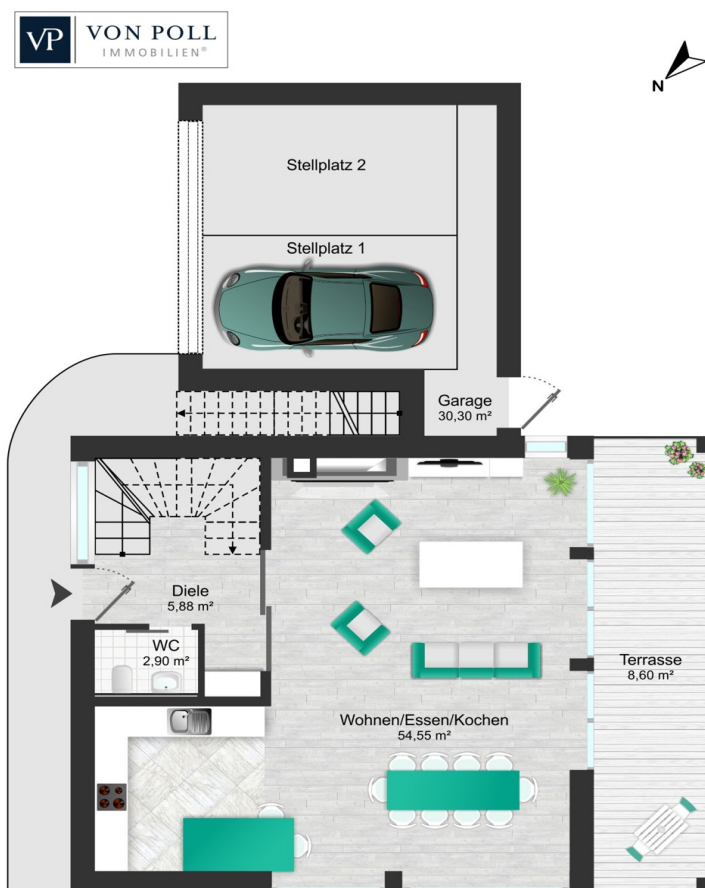 VP VON POLL
IMMOBILIEN®
N
Stellplatz 2
Stellplatz 1
Garage
30,30 m²
Diele
5,88 m²
WC
2,90 m²
Terrasse
8,60 m²
Wohnen/Essen/Kochen
54,55 m²